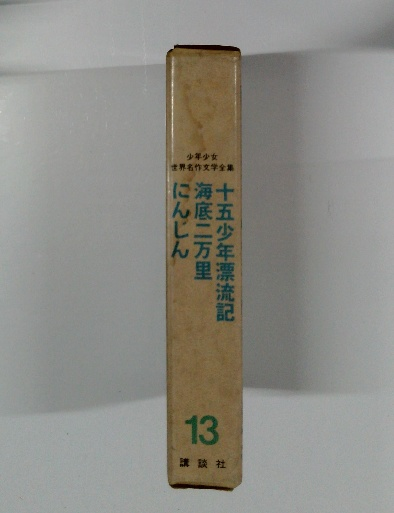 少年少女
世界名作文学全集
十五少年漂流記
海底二万里
にんじん
13
講談社